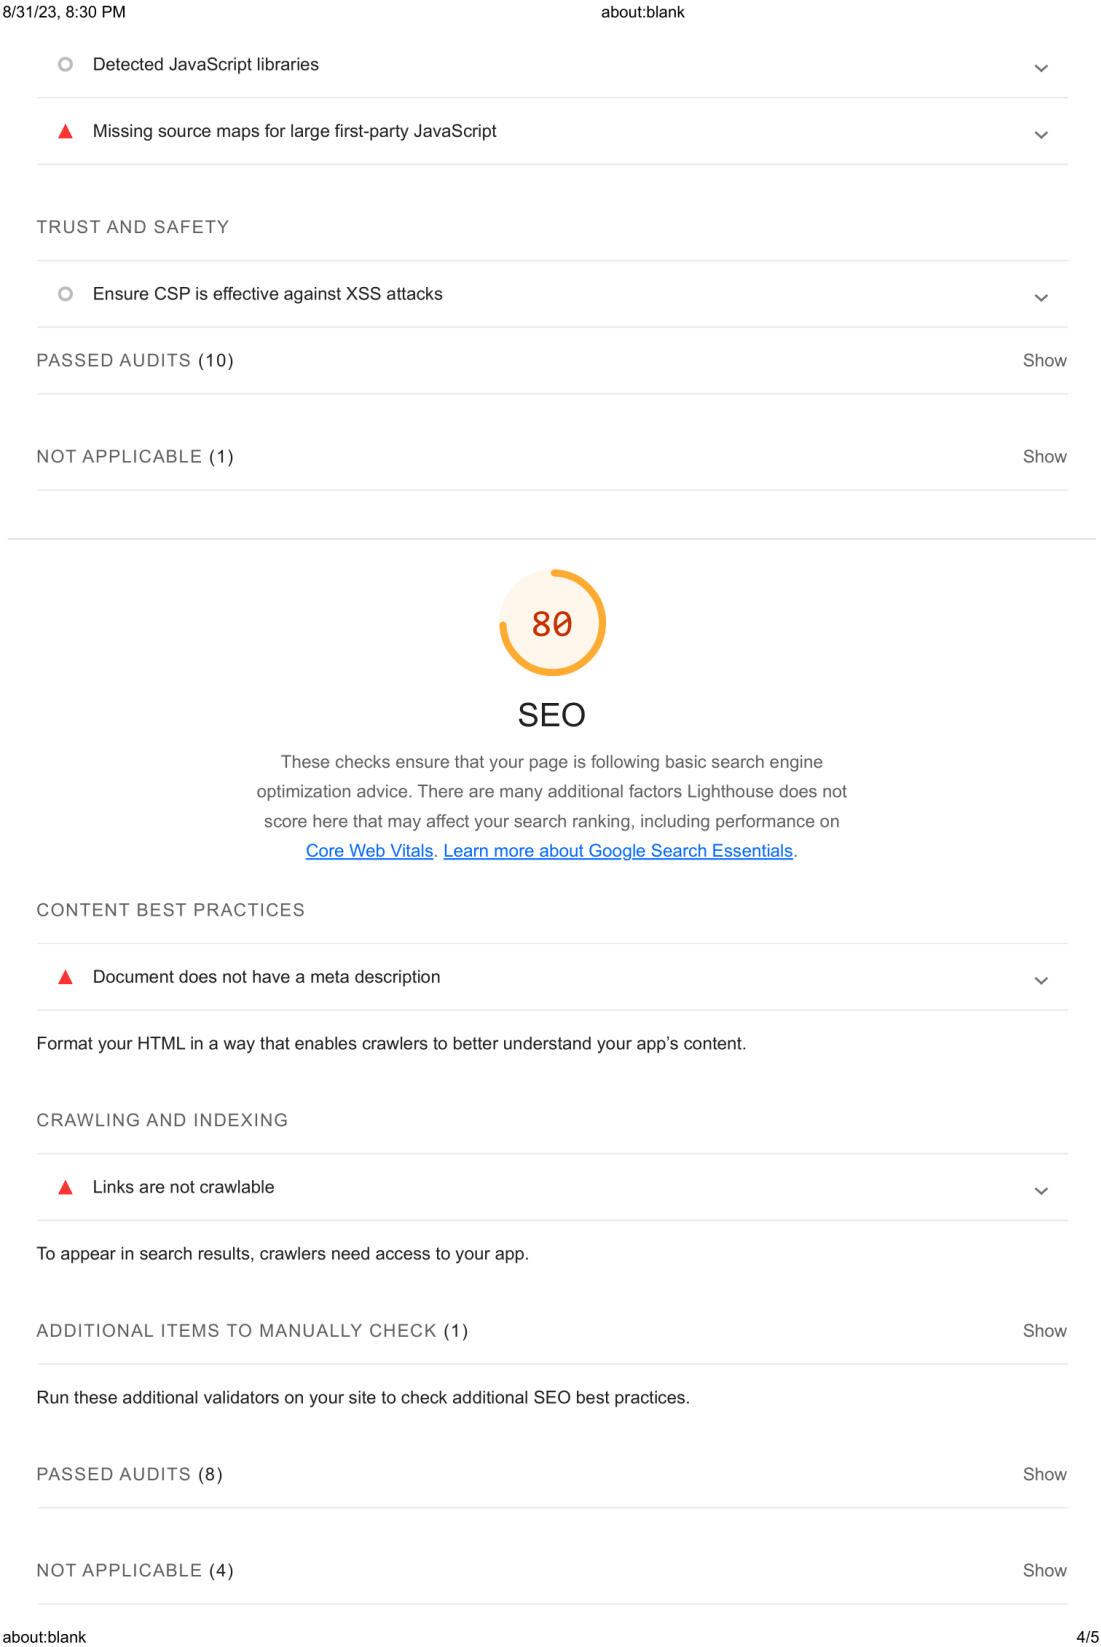 8/31/23, 8:30 PM about:blank
Detected JavaScript libraries
Missing source maps for large first-party JavaScript
TRUST AND SAFETY
Ensure CSP is effective against XSS attacks
PASSED AUDITS (10) Show
NOT APPLICABLE (1) Show
80
SEO
These checks ensure that your page is following basic search engine
optimization advice. There are many additional factors Lighthouse does not
score here that may affect your search ranking, including performance on
Core Web Vitals. Learn more about Google Search Essentials.
CONTENT BEST PRACTICES
Document does not have a meta description
Format your HTML in a way that enables crawlers to better understand your app’s content.
CRAWLING AND INDEXING
Links are not crawlable
To appear in search results, crawlers need access to your app.
ADDITIONAL ITEMS TO MANUALLY CHECK (1) Show
Run these additional validators on your site to check additional SEO best practices.
PASSED AUDITS (8) Show
NOT APPLICABLE (4) Show
about:blank 4/5